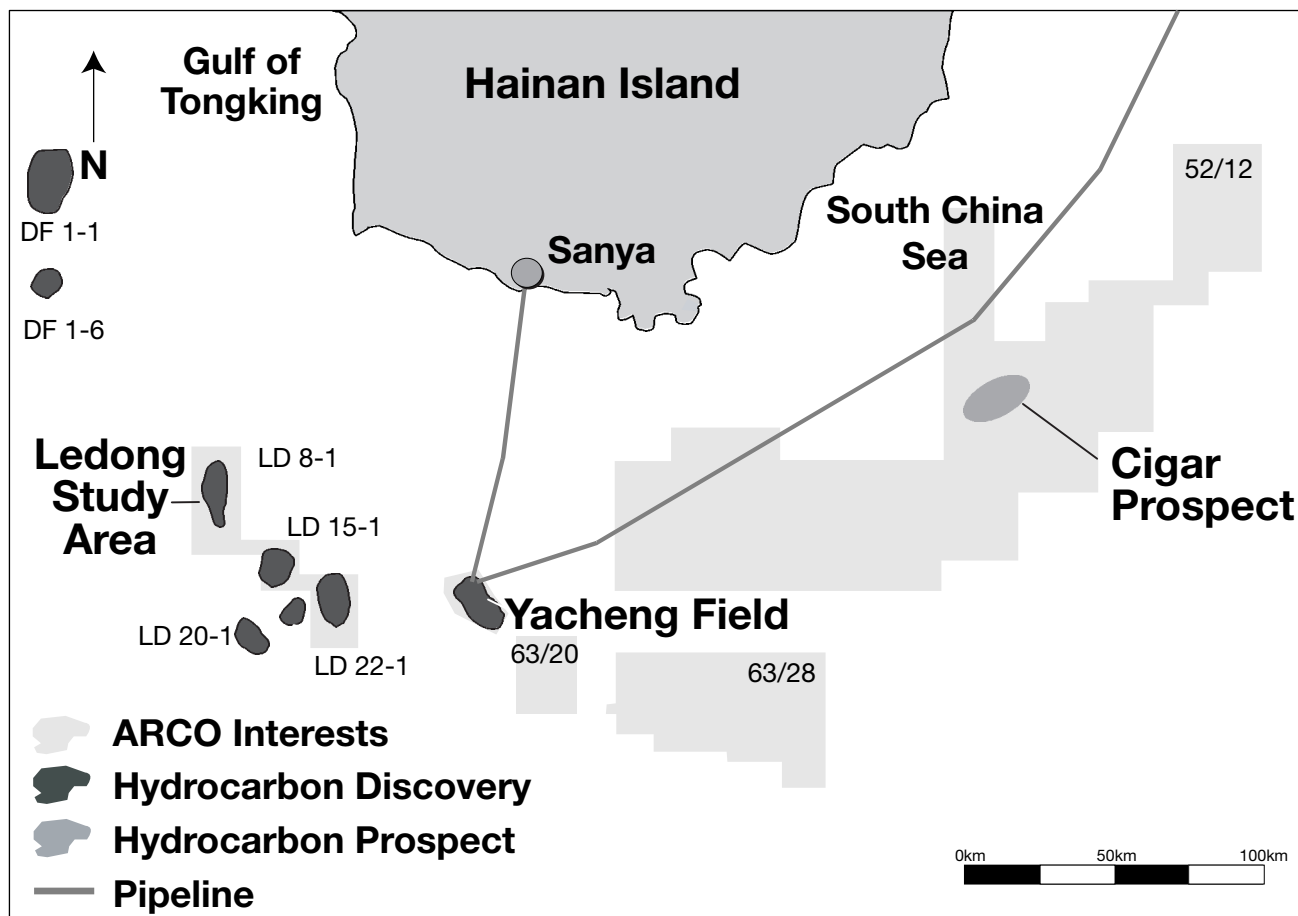 Gulf of
Tongking
Hainan Island
N
52/12
DF 1-1
South China
Sea
Sanya
DF 1-6
Ledong
Study
Area
LD 8-1
Cigar
Prospect
LD 15-1
Yacheng Field
LD 20-1
LD 22-1
63/20
63/28
ARCO Interests
Hydrocarbon Discovery
Hydrocarbon Prospect
Pipeline
0km
50km
100km